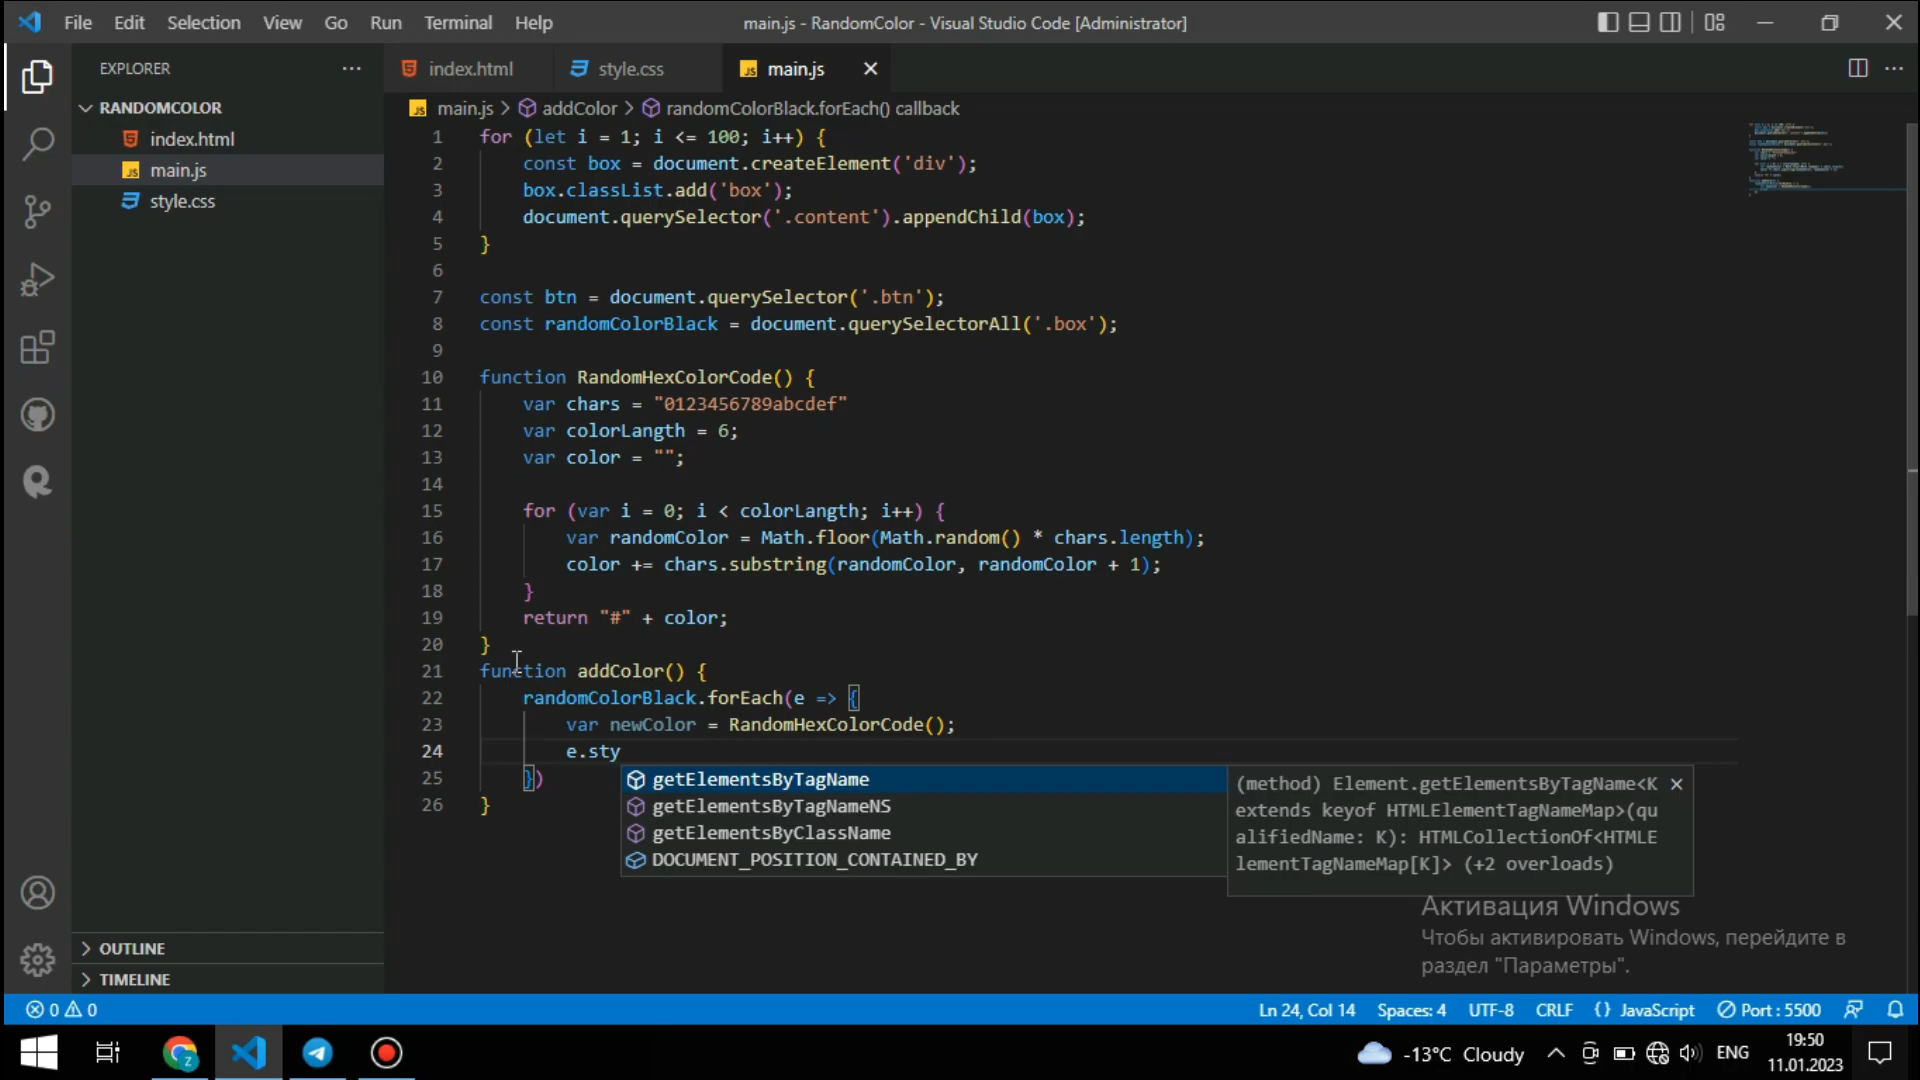 File Edit Selection View Go Run Terminal Help
main.js - RandomColor - Visual Studio Code [Administrator]
EXPLORER
RANDOMCOLOR
index.html
main.js
style.css
OUTLINE
TIMELINE
index.html style.css main.js
main.js > addColor > randomColorBlack.forEach() callback
1 for (let i = 1; i <= 100; i++) {
2 const box = document.createElement('div');
3 box.classList.add('box');
4 document.querySelector('.content').appendChild(box);
5 }
6
7 const btn = document.querySelector('.btn');
8 const randomColorBlack = document.querySelectorAll('.box');
9
10 function RandomHexColorCode() {
11 var chars = "0123456789abcdef"
12 var colorLangth = 6;
13 var color = "";
14
15 for (var i = 0; i < colorLangth; i++) {
16 var randomColor = Math.floor(Math.random() * chars.length);
17 color += chars.substring(randomColor, randomColor + 1);
18 }
19 return "#" + color;
20 }
21 function addColor() {
22 randomColorBlack.forEach(e => {
23 var newColor = RandomHexColorCode();
24 e.sty
25 })
26 }
getElementsByTagName
getElementsByTagNameNS
getElementsByClassName
DOCUMENT_POSITION_CONTAINED_BY
(method) Element.getElementsByTagName<K
extends keyof HTMLElementTagNameMap>(qu
alifiedName: K): HTMLCollectionOf<HTMLE
lementTagNameMap[K]> (+2 overloads)
Активация Windows
Чтобы активировать Windows, перейдите в
раздел "Параметры".
0 0
Ln 24, Col 14 Spaces: 4 UTF-8 CRLF {} JavaScript Port : 5500
-13°C Cloudy ENG
19:50
11.01.2023